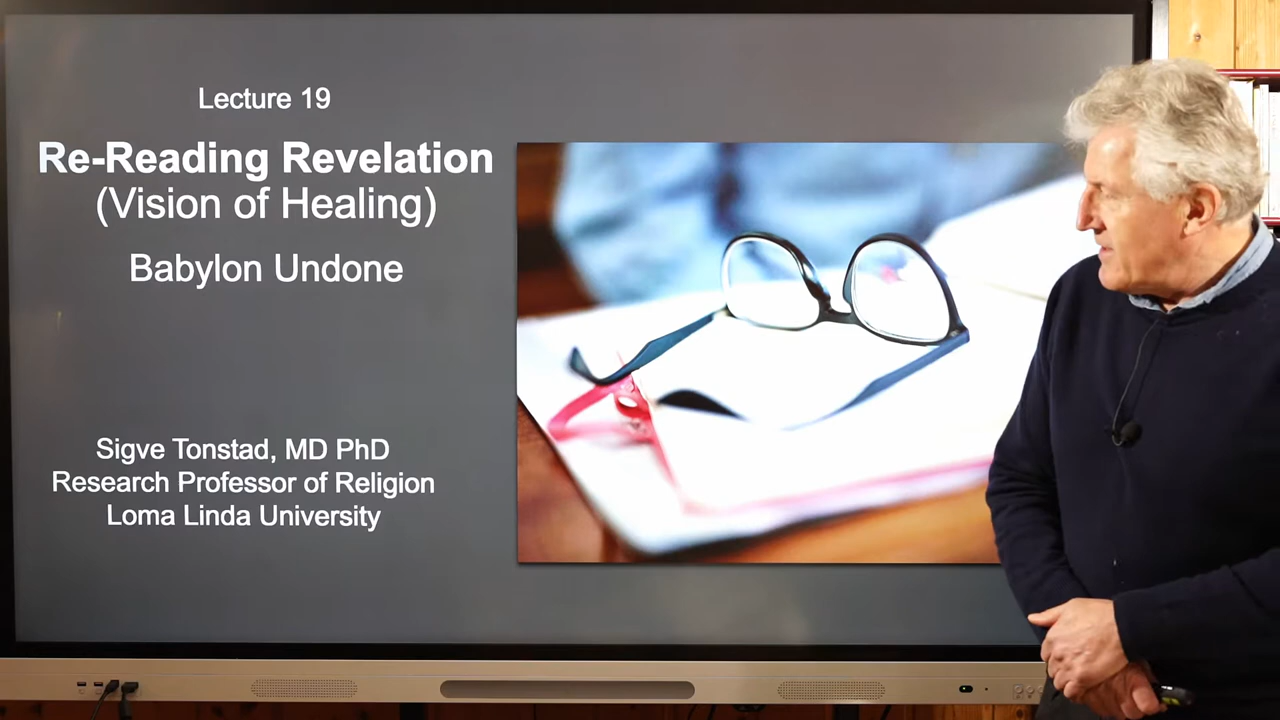 Lecture 19
Re-Reading Revelation
(Vision of Healing)
Babylon Undone
Sigve Tonstad, MD PhD
Research Professor of Religion
Loma Linda University